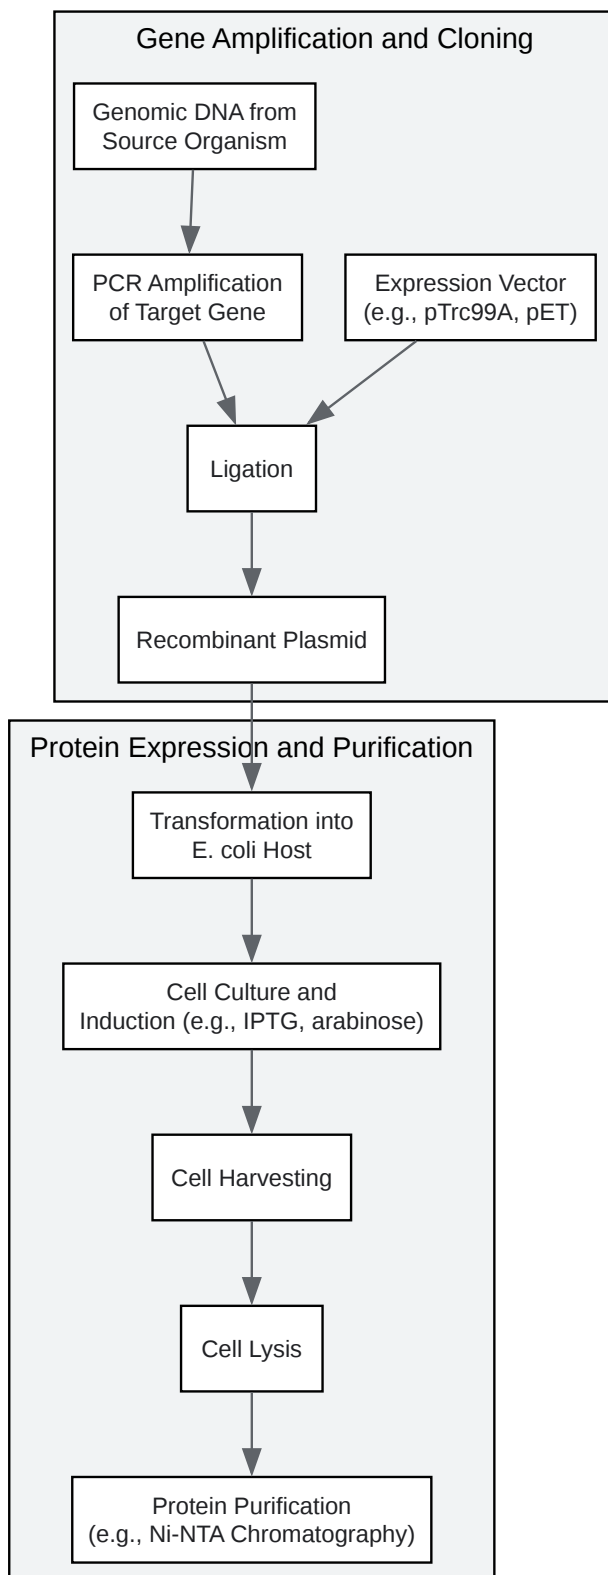 Gene Amplification and Cloning
Genomic DNA from
Source Organism
PCR Amplification
of Target Gene
Expression Vector
(e.g., pTrc99A, pET)
Ligation
Recombinant Plasmid
Protein Expression and Purification
Transformation into
E. coli Host
Cell Culture and
Induction (e.g., IPTG, arabinose)
Cell Harvesting
Cell Lysis
Protein Purification
(e.g., Ni-NTA Chromatography)